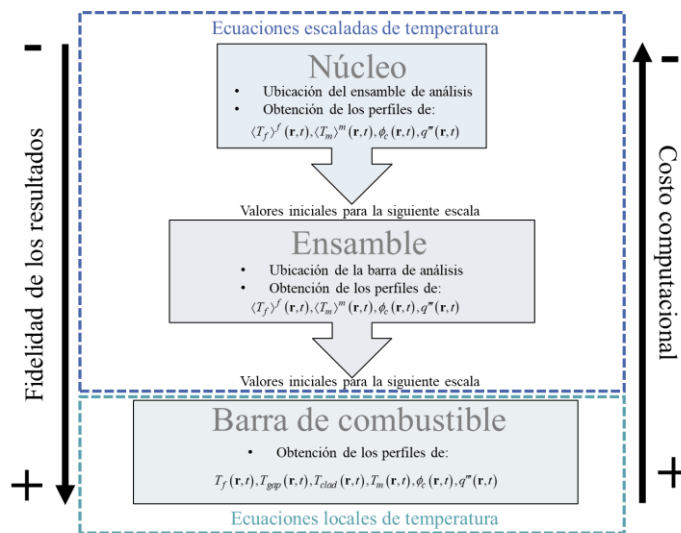 Ecuaciones escaladas de temperatura
-
-
Núcleo
• Ubicación del ensamble de análisis
• Obtención de los perfiles de:
⟨T_f⟩^f (r,t), ⟨T_m⟩^m (r,t), ϕ_c (r,t), q''' (r,t)
Valores iniciales para la siguiente escala
Ensamble
• Ubicación de la barra de análisis
• Obtención de los perfiles de:
⟨T_f⟩^f (r,t), ⟨T_m⟩^m (r,t), ϕ_c (r,t), q''' (r,t)
Valores iniciales para la siguiente escala
Fidelidad de los resultados
Costo computacional
Barra de combustible
• Obtención de los perfiles de:
T_f (r,t), T_gap (r,t), T_clad (r,t), T_m (r,t), ϕ_c (r,t), q''' (r,t)
+
+
Ecuaciones locales de temperatura